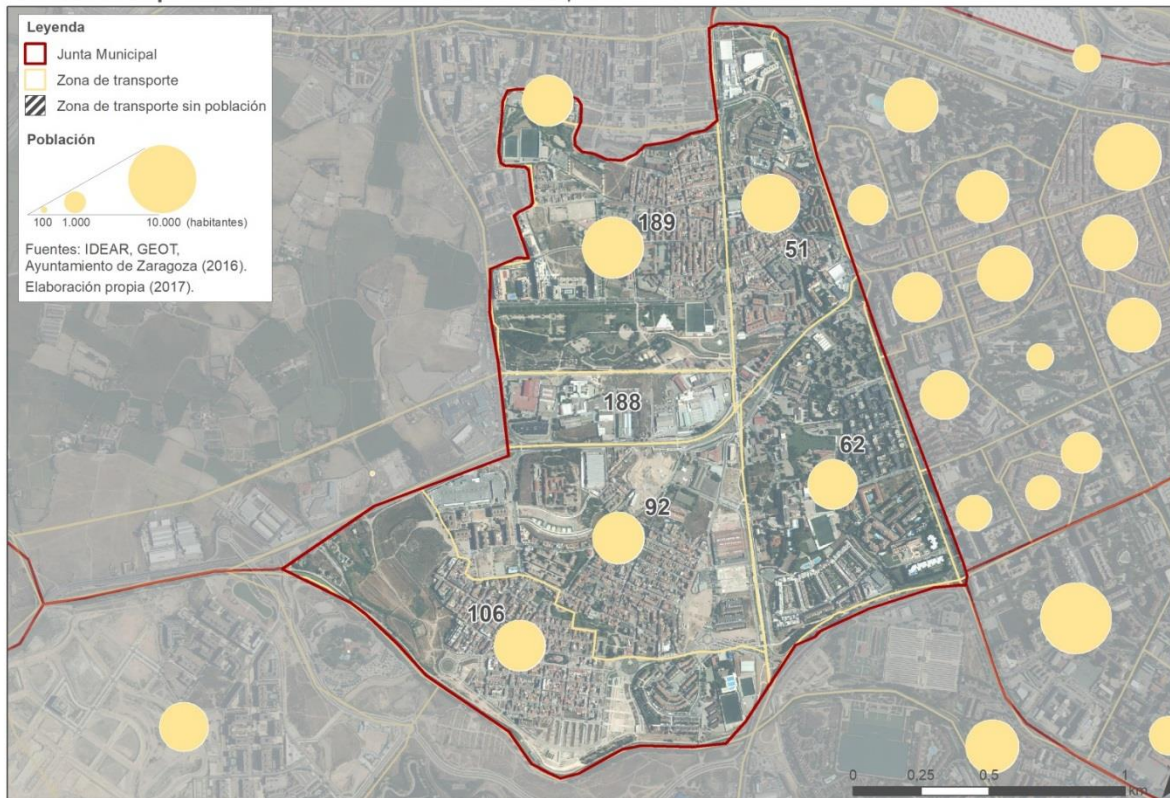 Leyenda
Junta Municipal
Zona de transporte
Zona de transporte sin población
Población
100 1.000 10.000 (habitantes)
Fuentes: IDEAR, GEOT,
Ayuntamiento de Zaragoza (2016).
Elaboración propia (2017).
189
51
188
62
92
106
0 0,25 0,5 1
km